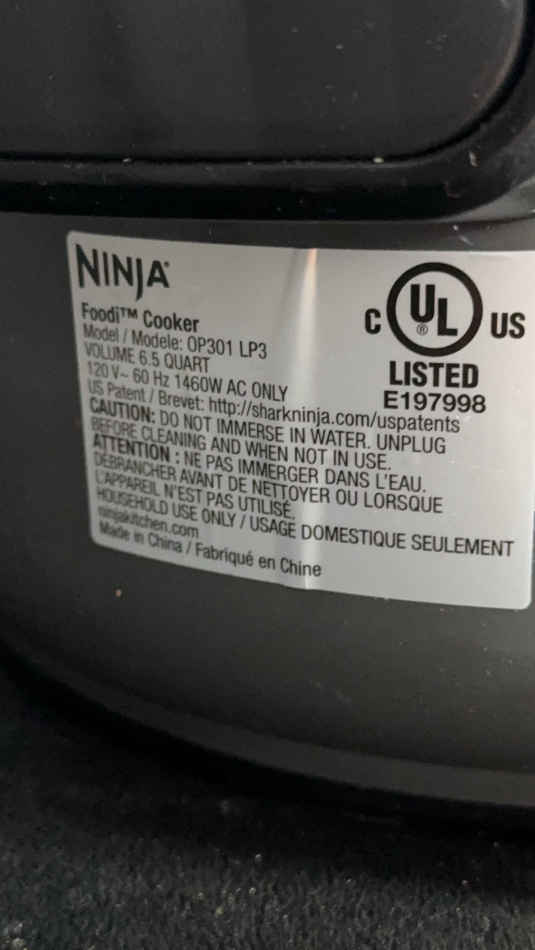 NINJA®
Foodi™ Cooker
Model / Modele: OP301 LP3
VOLUME 6.5 QUART
120 V~ 60 Hz 1460W AC ONLY
US Patent / Brevet: http://sharkninja.com/uspatents
CAUTION: DO NOT IMMERSE IN WATER. UNPLUG
BEFORE CLEANING AND WHEN NOT IN USE.
ATTENTION : NE PAS IMMERGER DANS L'EAU.
DÉBRANCHER AVANT DE NETTOYER OU LORSQUE
L'APPAREIL N'EST PAS UTILISÉ.
HOUSEHOLD USE ONLY / USAGE DOMESTIQUE SEULEMENT
ninjakitchen.com
Made in China / Fabriqué en Chine
C UL® US
LISTED
E197998